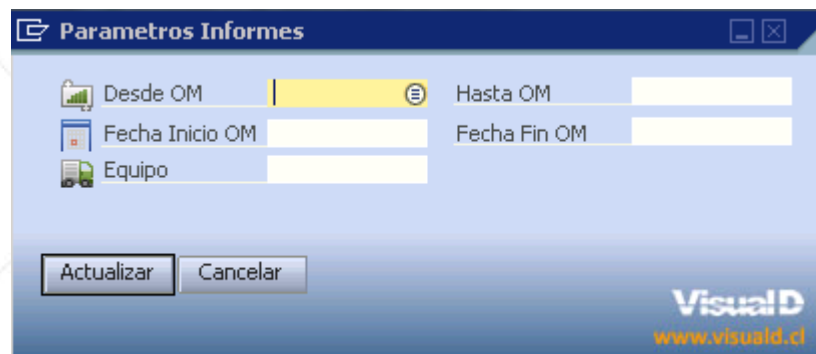 Parametros Informes
Desde OM Hasta OM
Fecha Inicio OM Fecha Fin OM
Equipo
Actualizar Cancelar
VisualD
www.visuald.cl